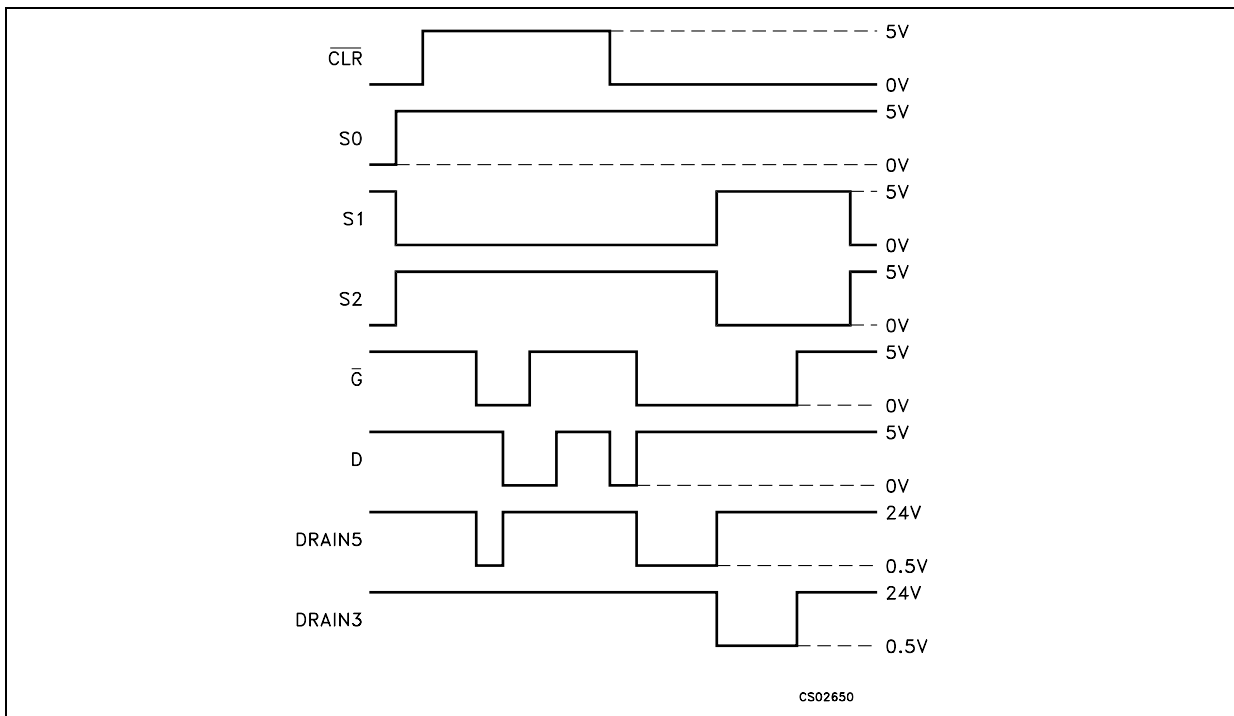 CLR
5V
0V
S0
5V
0V
S1
5V
0V
S2
5V
0V
G
5V
0V
D
5V
0V
DRAIN5
24V
0.5V
DRAIN3
24V
0.5V
CS02650